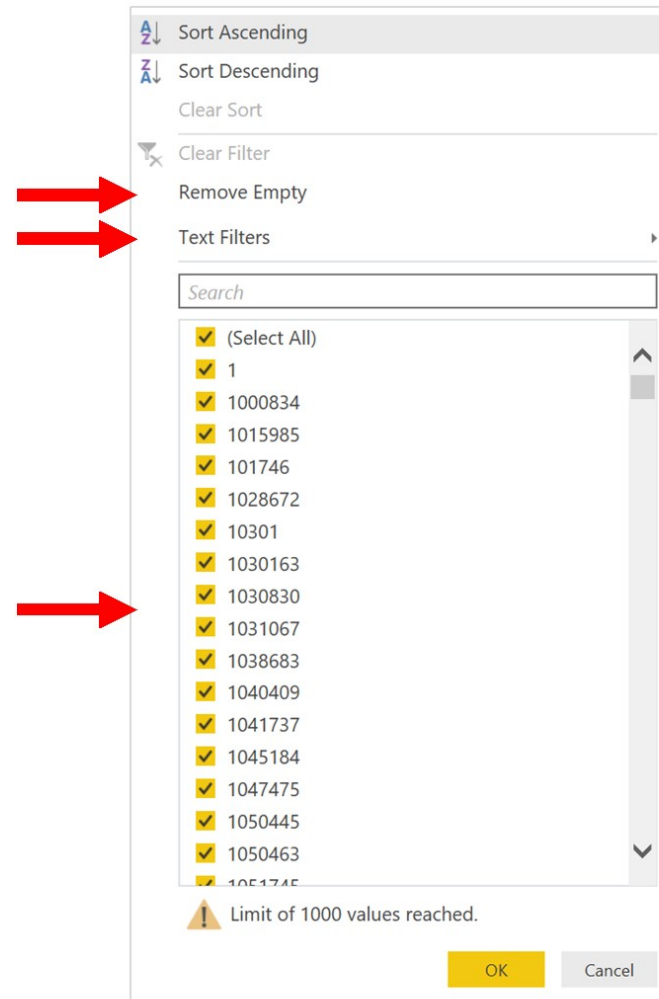 Sort Ascending
Sort Descending
Clear Sort
Clear Filter
Remove Empty
Text Filters
Search
(Select All)
1
1000834
1015985
101746
1028672
10301
1030163
1030830
1031067
1038683
1040409
1041737
1045184
1047475
1050445
1050463
1051745
Limit of 1000 values reached.
OK Cancel